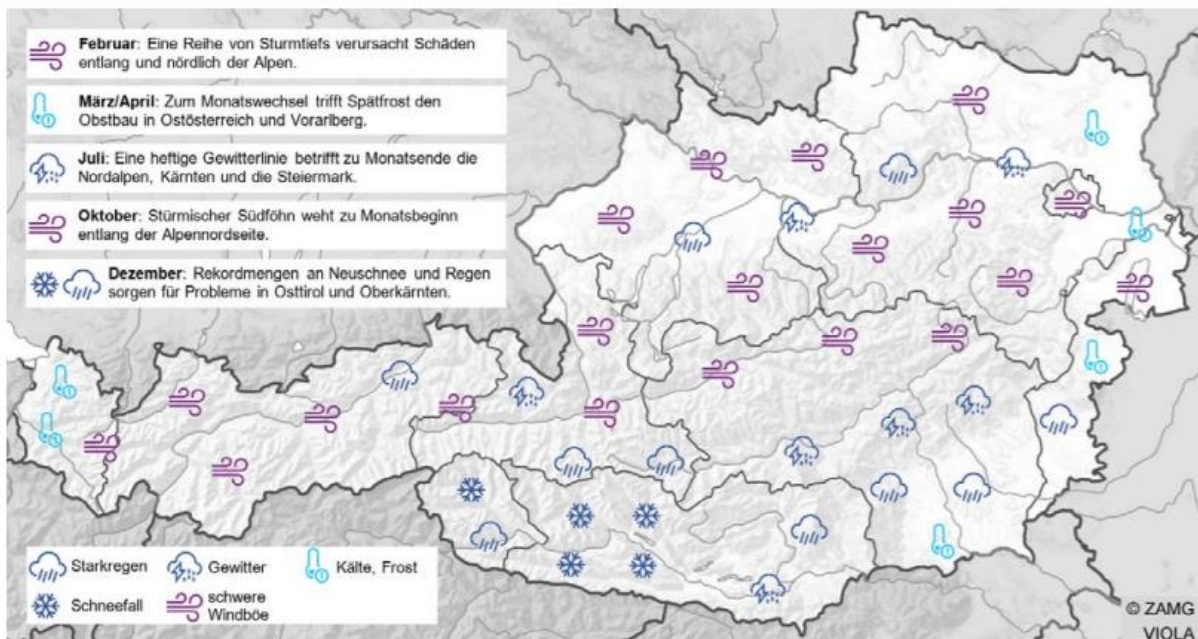 Februar: Eine Reihe von Sturmtiefs verursacht Schäden
entlang und nördlich der Alpen.
März/April: Zum Monatswechsel trifft Spätfrost den
Obstbau in Ostösterreich und Vorarlberg.
Juli: Eine heftige Gewitterlinie betrifft zu Monatsende die
Nordalpen, Kärnten und die Steiermark.
Oktober: Stürmischer Südföhn weht zu Monatsbeginn
entlang der Alpennordseite.
Dezember: Rekordmengen an Neuschnee und Regen
sorgen für Probleme in Osttirol und Oberkärnten.
Starkregen
Gewitter
Kälte, Frost
Schneefall
schwere
Windböe
© ZAMG
VIOLA